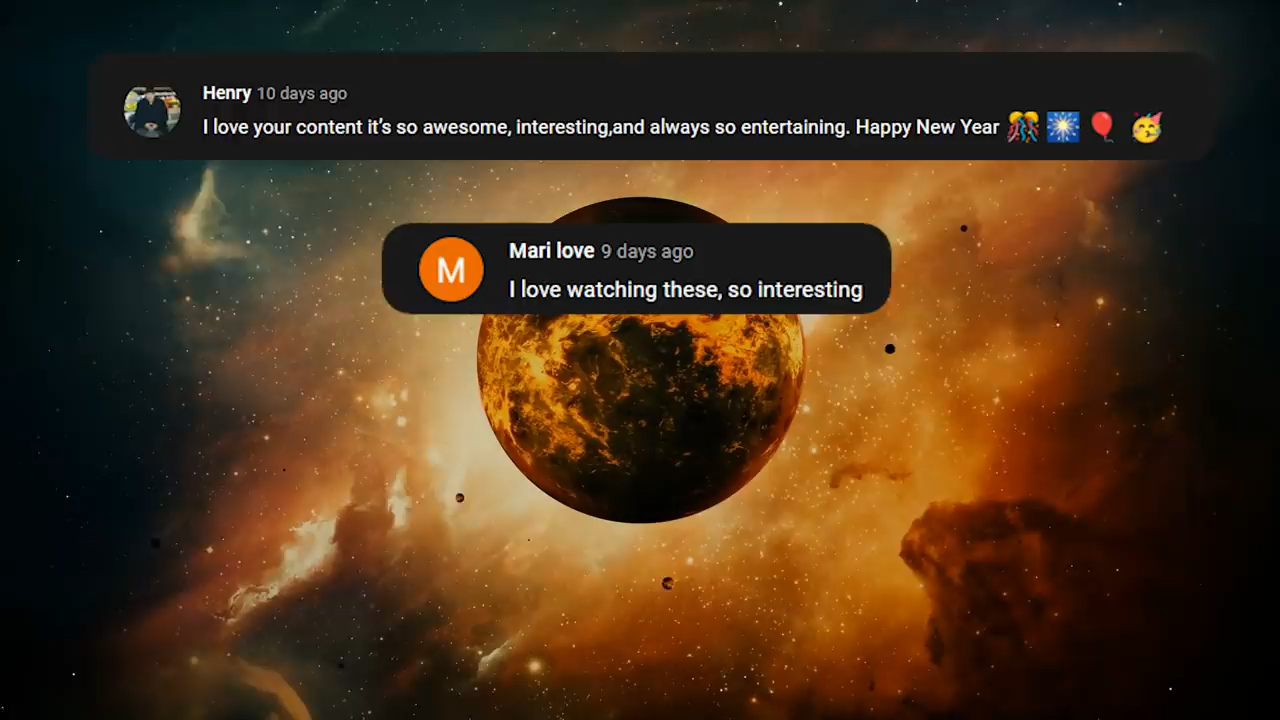 Henry 10 days ago
I love your content it’s so awesome, interesting,and always so entertaining. Happy New Year 🎊 🎇 🎈 🥳
M
Mari love 9 days ago
I love watching these, so interesting